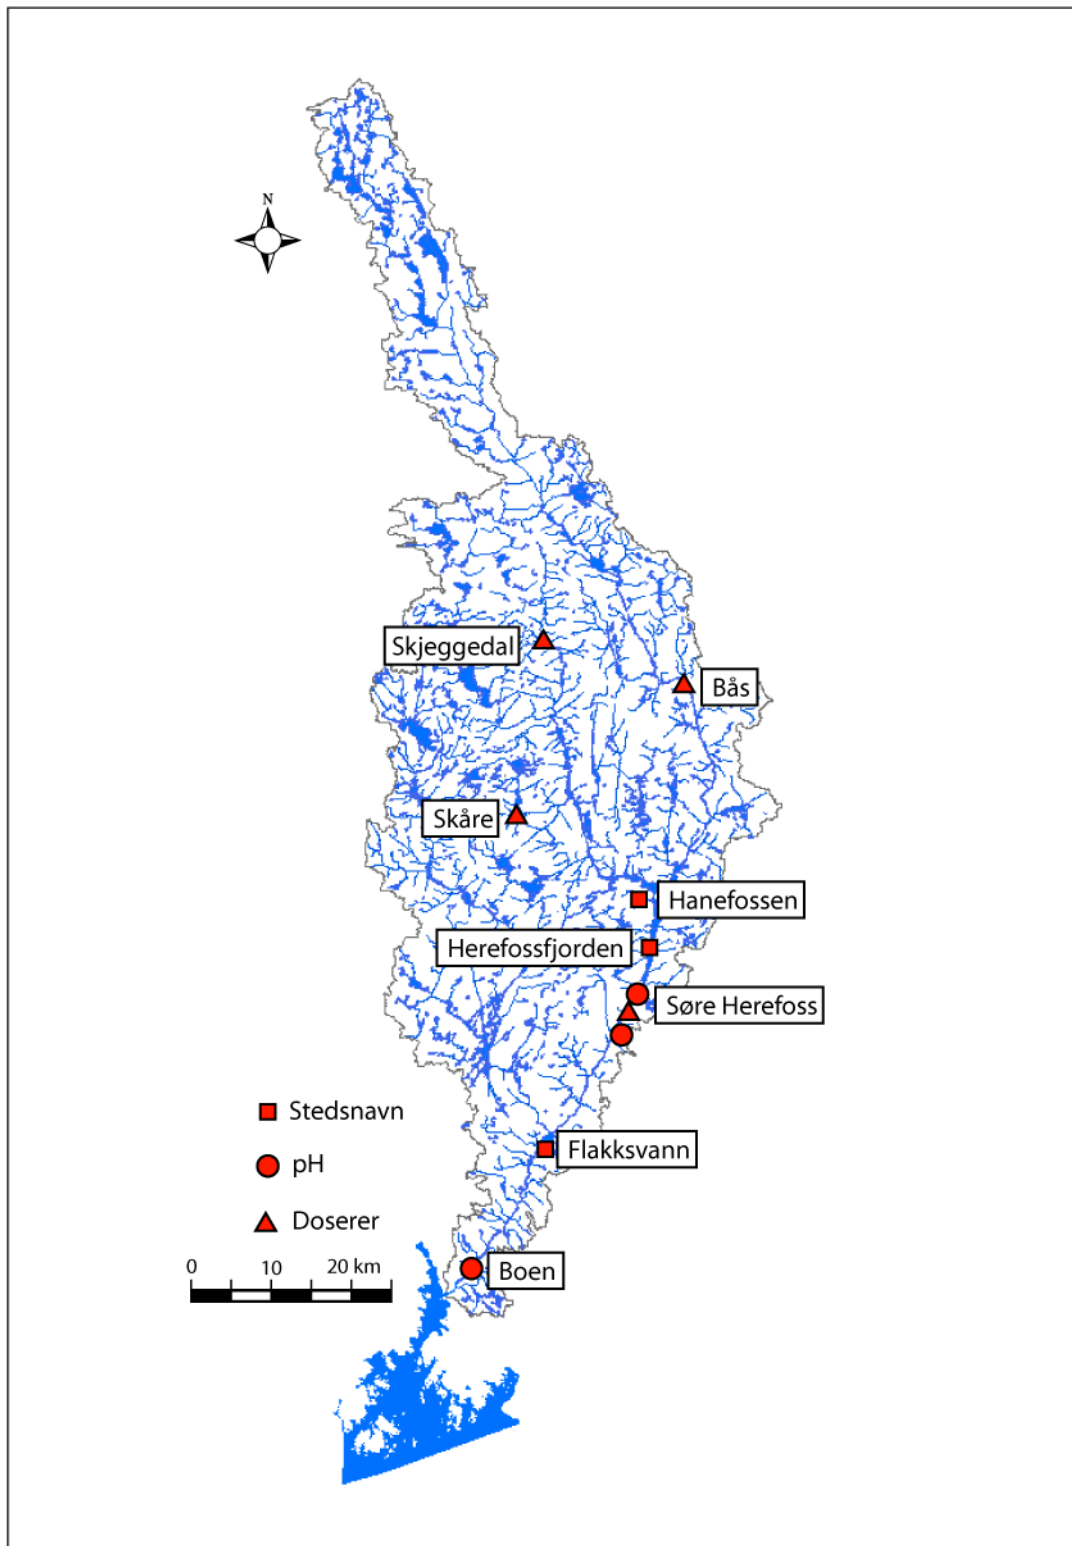 N
Skjeggedal
Bås
Skåre
Hanefossen
Herefossfjorden
Søre Herefoss
Stedsnavn
Flakksvann
pH
Doserer
0 10 20 km
Boen